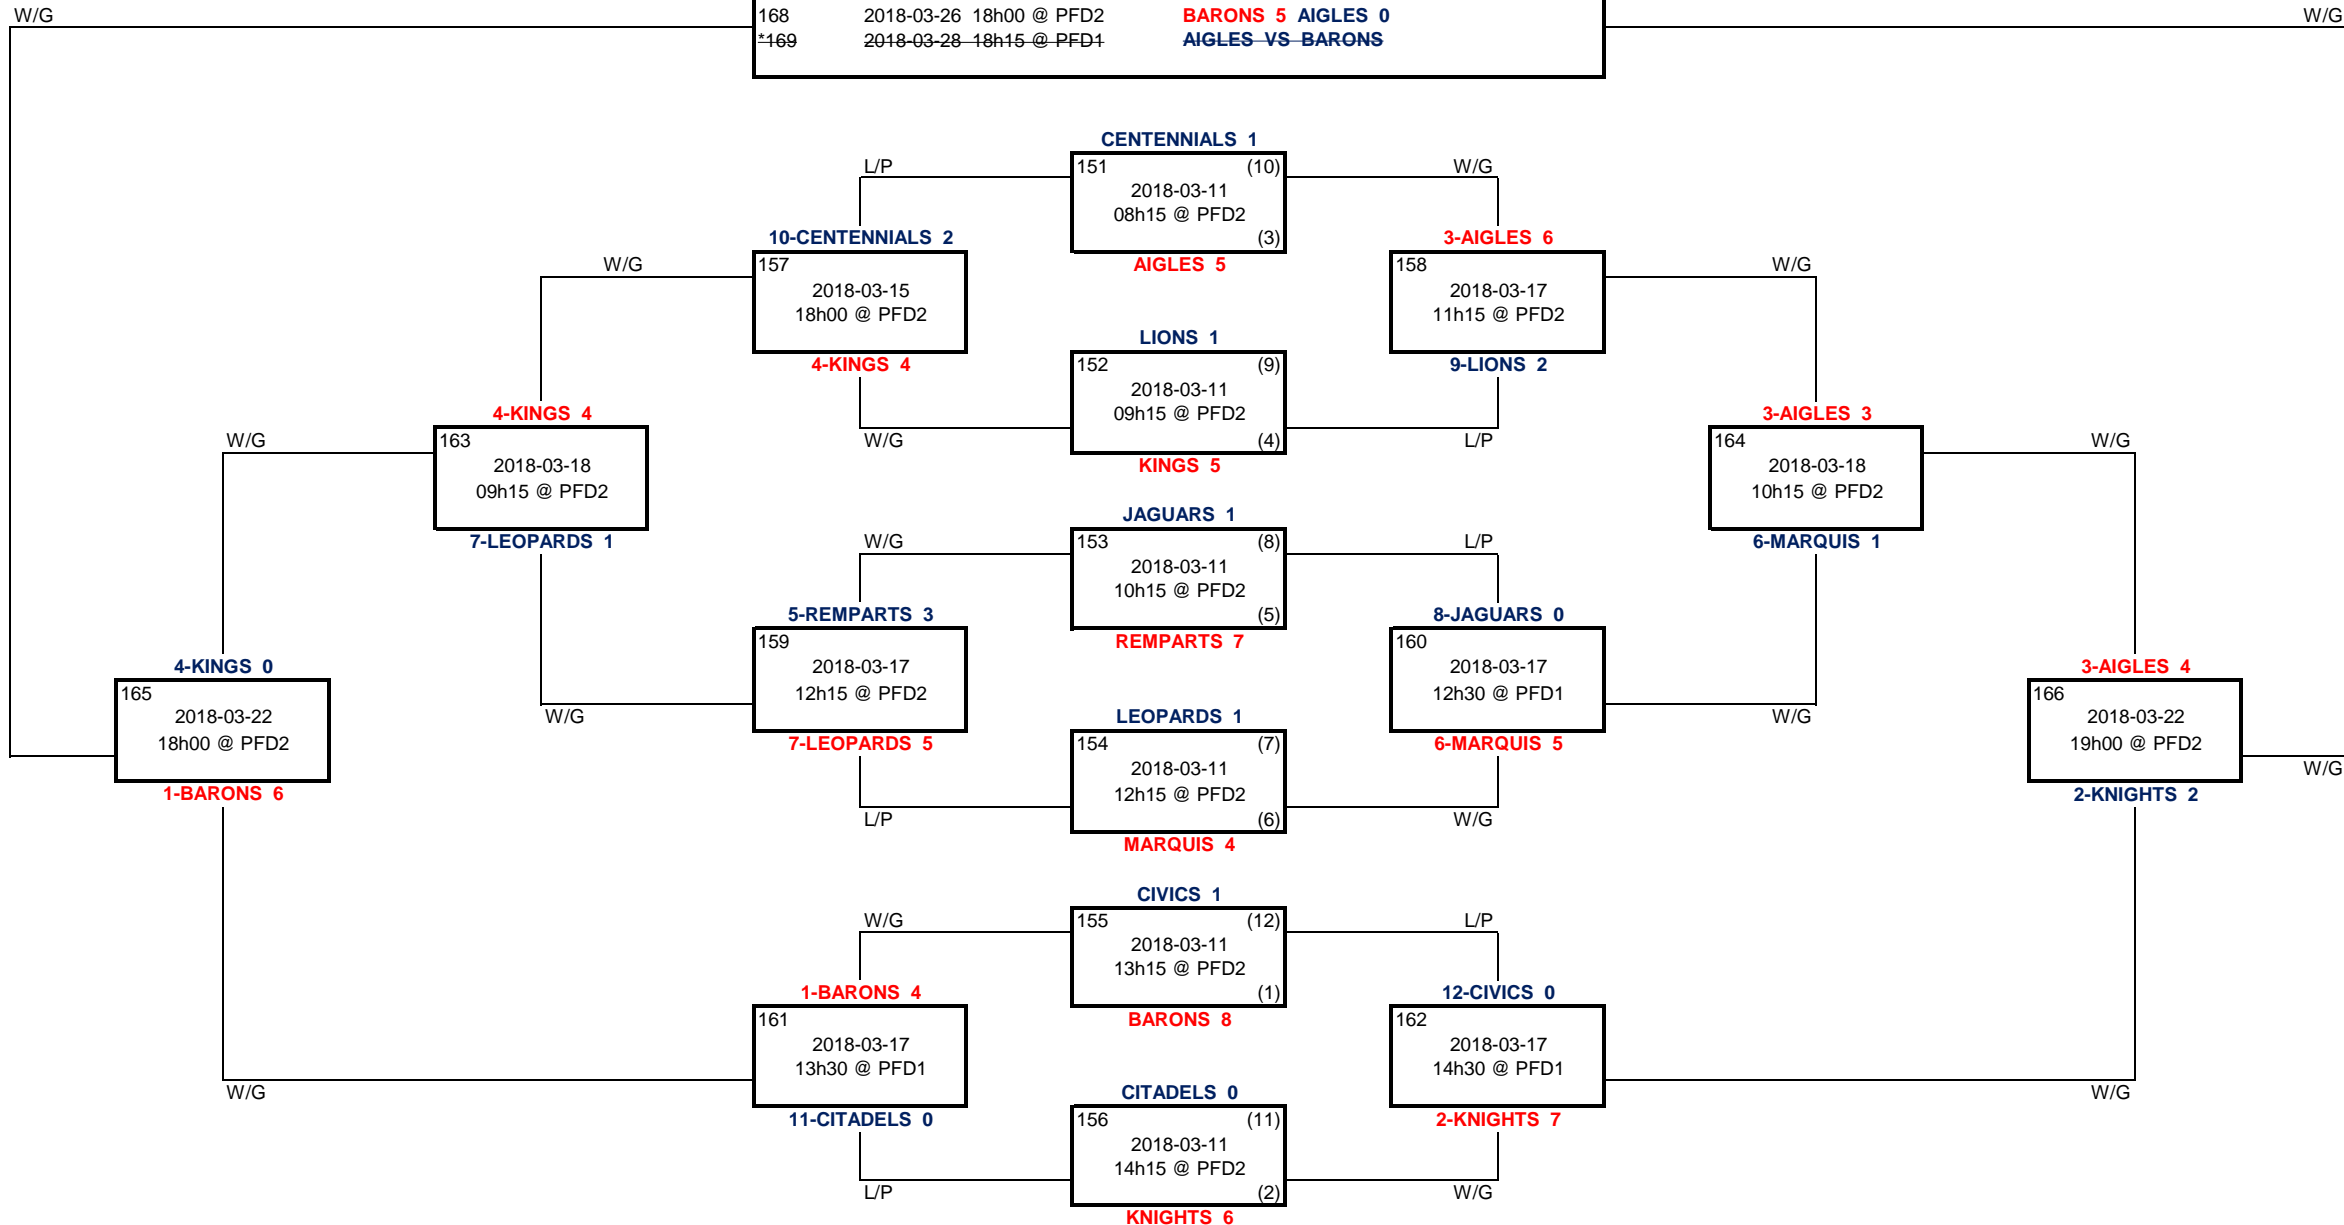 W/G
168 2018-03-26 18h00 @ PFD2 BARONS 5 AIGLES 0
W/G
*169 2018-03-28 18h15 @ PFD1 AIGLES VS BARONS
CENTENNIALS 1
L/P
151 (10)
W/G
2018-03-11
08h15 @ PFD2
(3)
AIGLES 5
10-CENTENNIALS 2
157
2018-03-15
18h00 @ PFD2
4-KINGS 4
W/G
3-AIGLES 6
158
2018-03-17
11h15 @ PFD2
9-LIONS 2
W/G
LIONS 1
152 (9)
2018-03-11
09h15 @ PFD2
(4)
KINGS 5
W/G
L/P
4-KINGS 4
163
2018-03-18
09h15 @ PFD2
7-LEOPARDS 1
W/G
3-AIGLES 3
164
2018-03-18
10h15 @ PFD2
6-MARQUIS 1
W/G
JAGUARS 1
W/G
153 (8)
L/P
2018-03-11
10h15 @ PFD2
(5)
REMPARTS 7
5-REMPARTS 3
159
2018-03-17
12h15 @ PFD2
7-LEOPARDS 5
W/G
8-JAGUARS 0
160
2018-03-17
12h30 @ PFD1
6-MARQUIS 5
W/G
4-KINGS 0
165
2018-03-22
18h00 @ PFD2
1-BARONS 6
3-AIGLES 4
166
2018-03-22
19h00 @ PFD2
2-KNIGHTS 2
W/G
LEOPARDS 1
154 (7)
2018-03-11
12h15 @ PFD2
(6)
MARQUIS 4
L/P
W/G
CIVICS 1
W/G
155 (12)
L/P
2018-03-11
13h15 @ PFD2
(1)
BARONS 8
1-BARONS 4
161
2018-03-17
13h30 @ PFD1
11-CITADELS 0
W/G
12-CIVICS 0
162
2018-03-17
14h30 @ PFD1
2-KNIGHTS 7
W/G
CITADELS 0
156 (11)
2018-03-11
14h15 @ PFD2
(2)
KNIGHTS 6
L/P
W/G